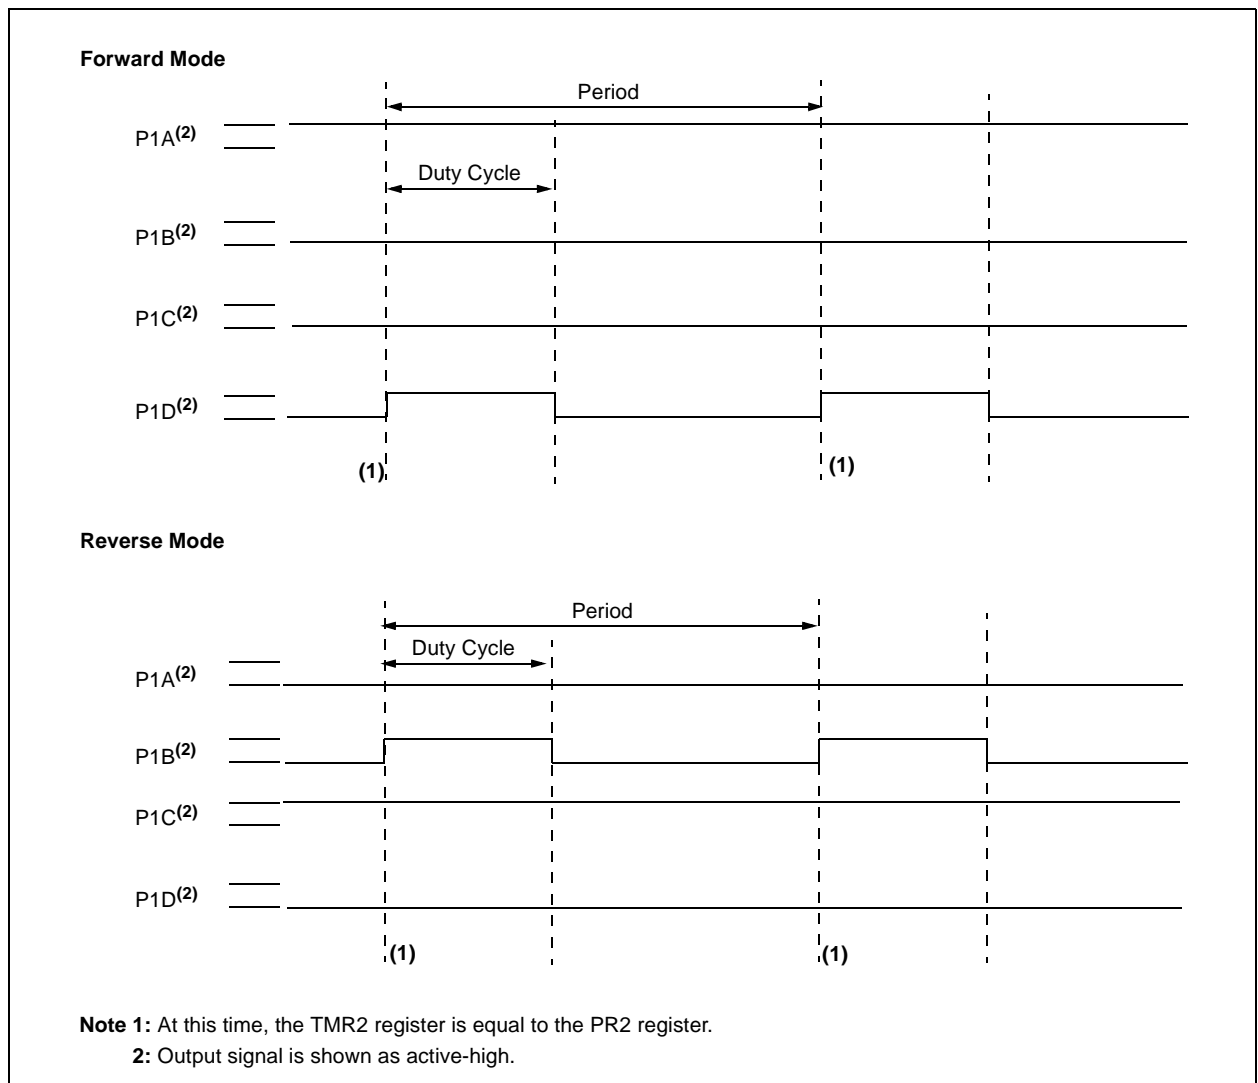 Forward Mode
Period
P1A(2)
Duty Cycle
P1B(2)
P1C(2)
P1D(2)
(1)
(1)
Reverse Mode
Period
Duty Cycle
P1A(2)
P1B(2)
P1C(2)
P1D(2)
(1)
(1)
Note 1: At this time, the TMR2 register is equal to the PR2 register.
2: Output signal is shown as active-high.